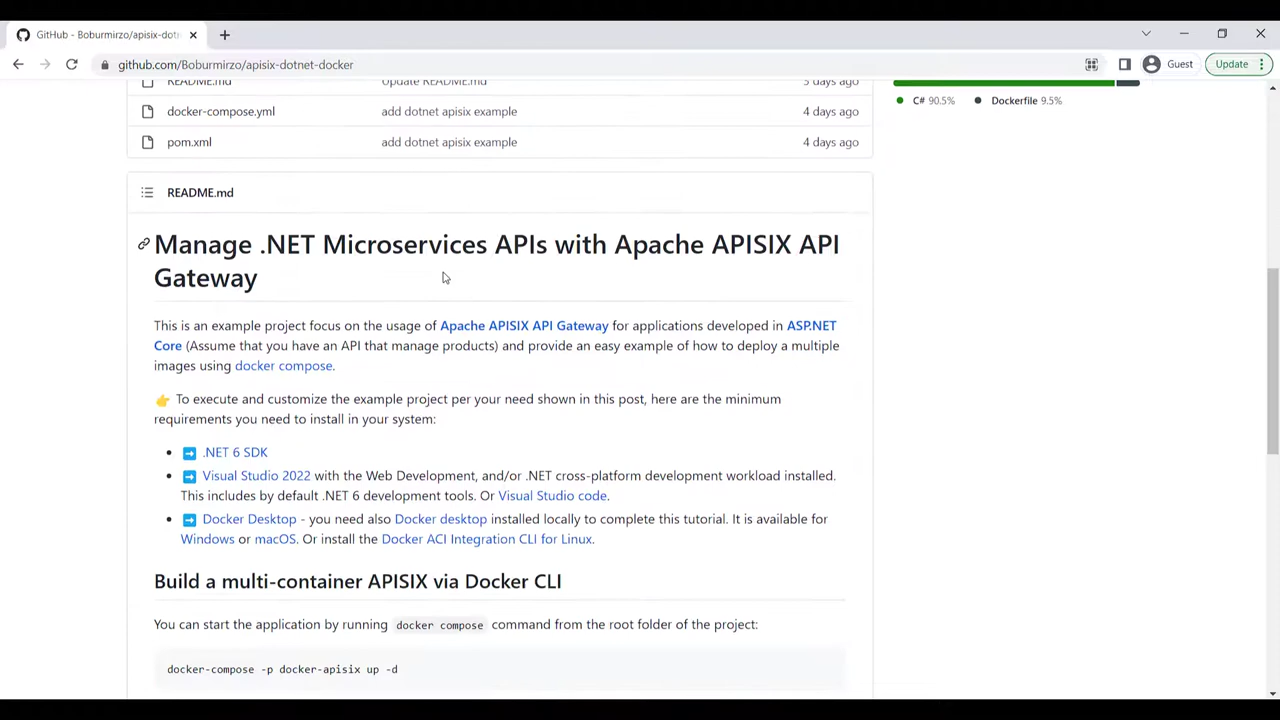 GitHub - Boburmirzo/apisix-dotn
github.com/Boburmirzo/apisix-dotnet-docker
Guest
Update
README.md Update README.md 3 days ago
docker-compose.yml add dotnet apisix example 4 days ago
pom.xml add dotnet apisix example 4 days ago
C# 90.5% Dockerfile 9.5%
README.md
Manage .NET Microservices APIs with Apache APISIX API
Gateway
This is an example project focus on the usage of Apache APISIX API Gateway for applications developed in ASP.NET
Core (Assume that you have an API that manage products) and provide an easy example of how to deploy a multiple
images using docker compose.
👉 To execute and customize the example project per your need shown in this post, here are the minimum
requirements you need to install in your system:
• ➡ .NET 6 SDK
• ➡ Visual Studio 2022 with the Web Development, and/or .NET cross-platform development workload installed.
This includes by default .NET 6 development tools. Or Visual Studio code.
• ➡ Docker Desktop - you need also Docker desktop installed locally to complete this tutorial. It is available for
Windows or macOS. Or install the Docker ACI Integration CLI for Linux.
Build a multi-container APISIX via Docker CLI
You can start the application by running docker compose command from the root folder of the project:
docker-compose -p docker-apisix up -d